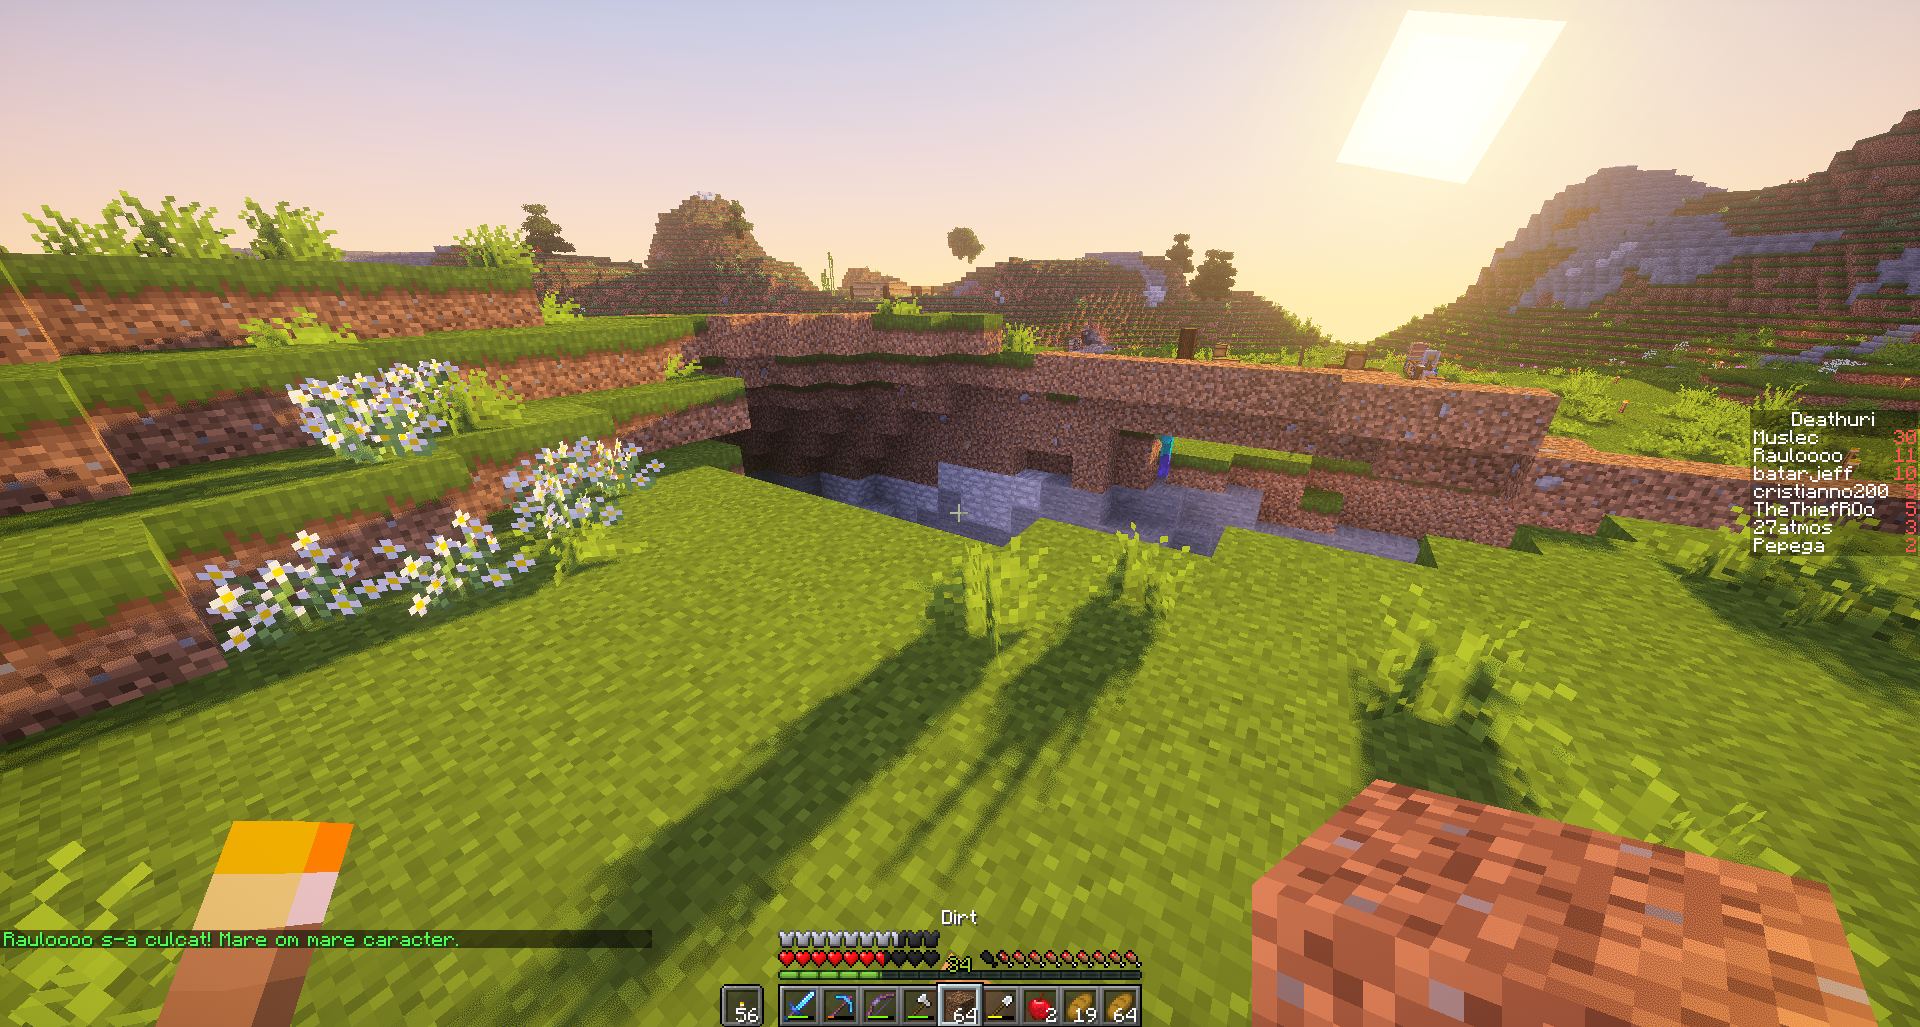 Deathuri
Muslec 30
Rauloooo 11
batarjeff 10
cristianno200 5
TheThiefR0o 5
27atmos 3
Pepega 2
Dirt
Rauloooo s-a culcat! Mare om mare caracter.
34
56
64
2
19
64